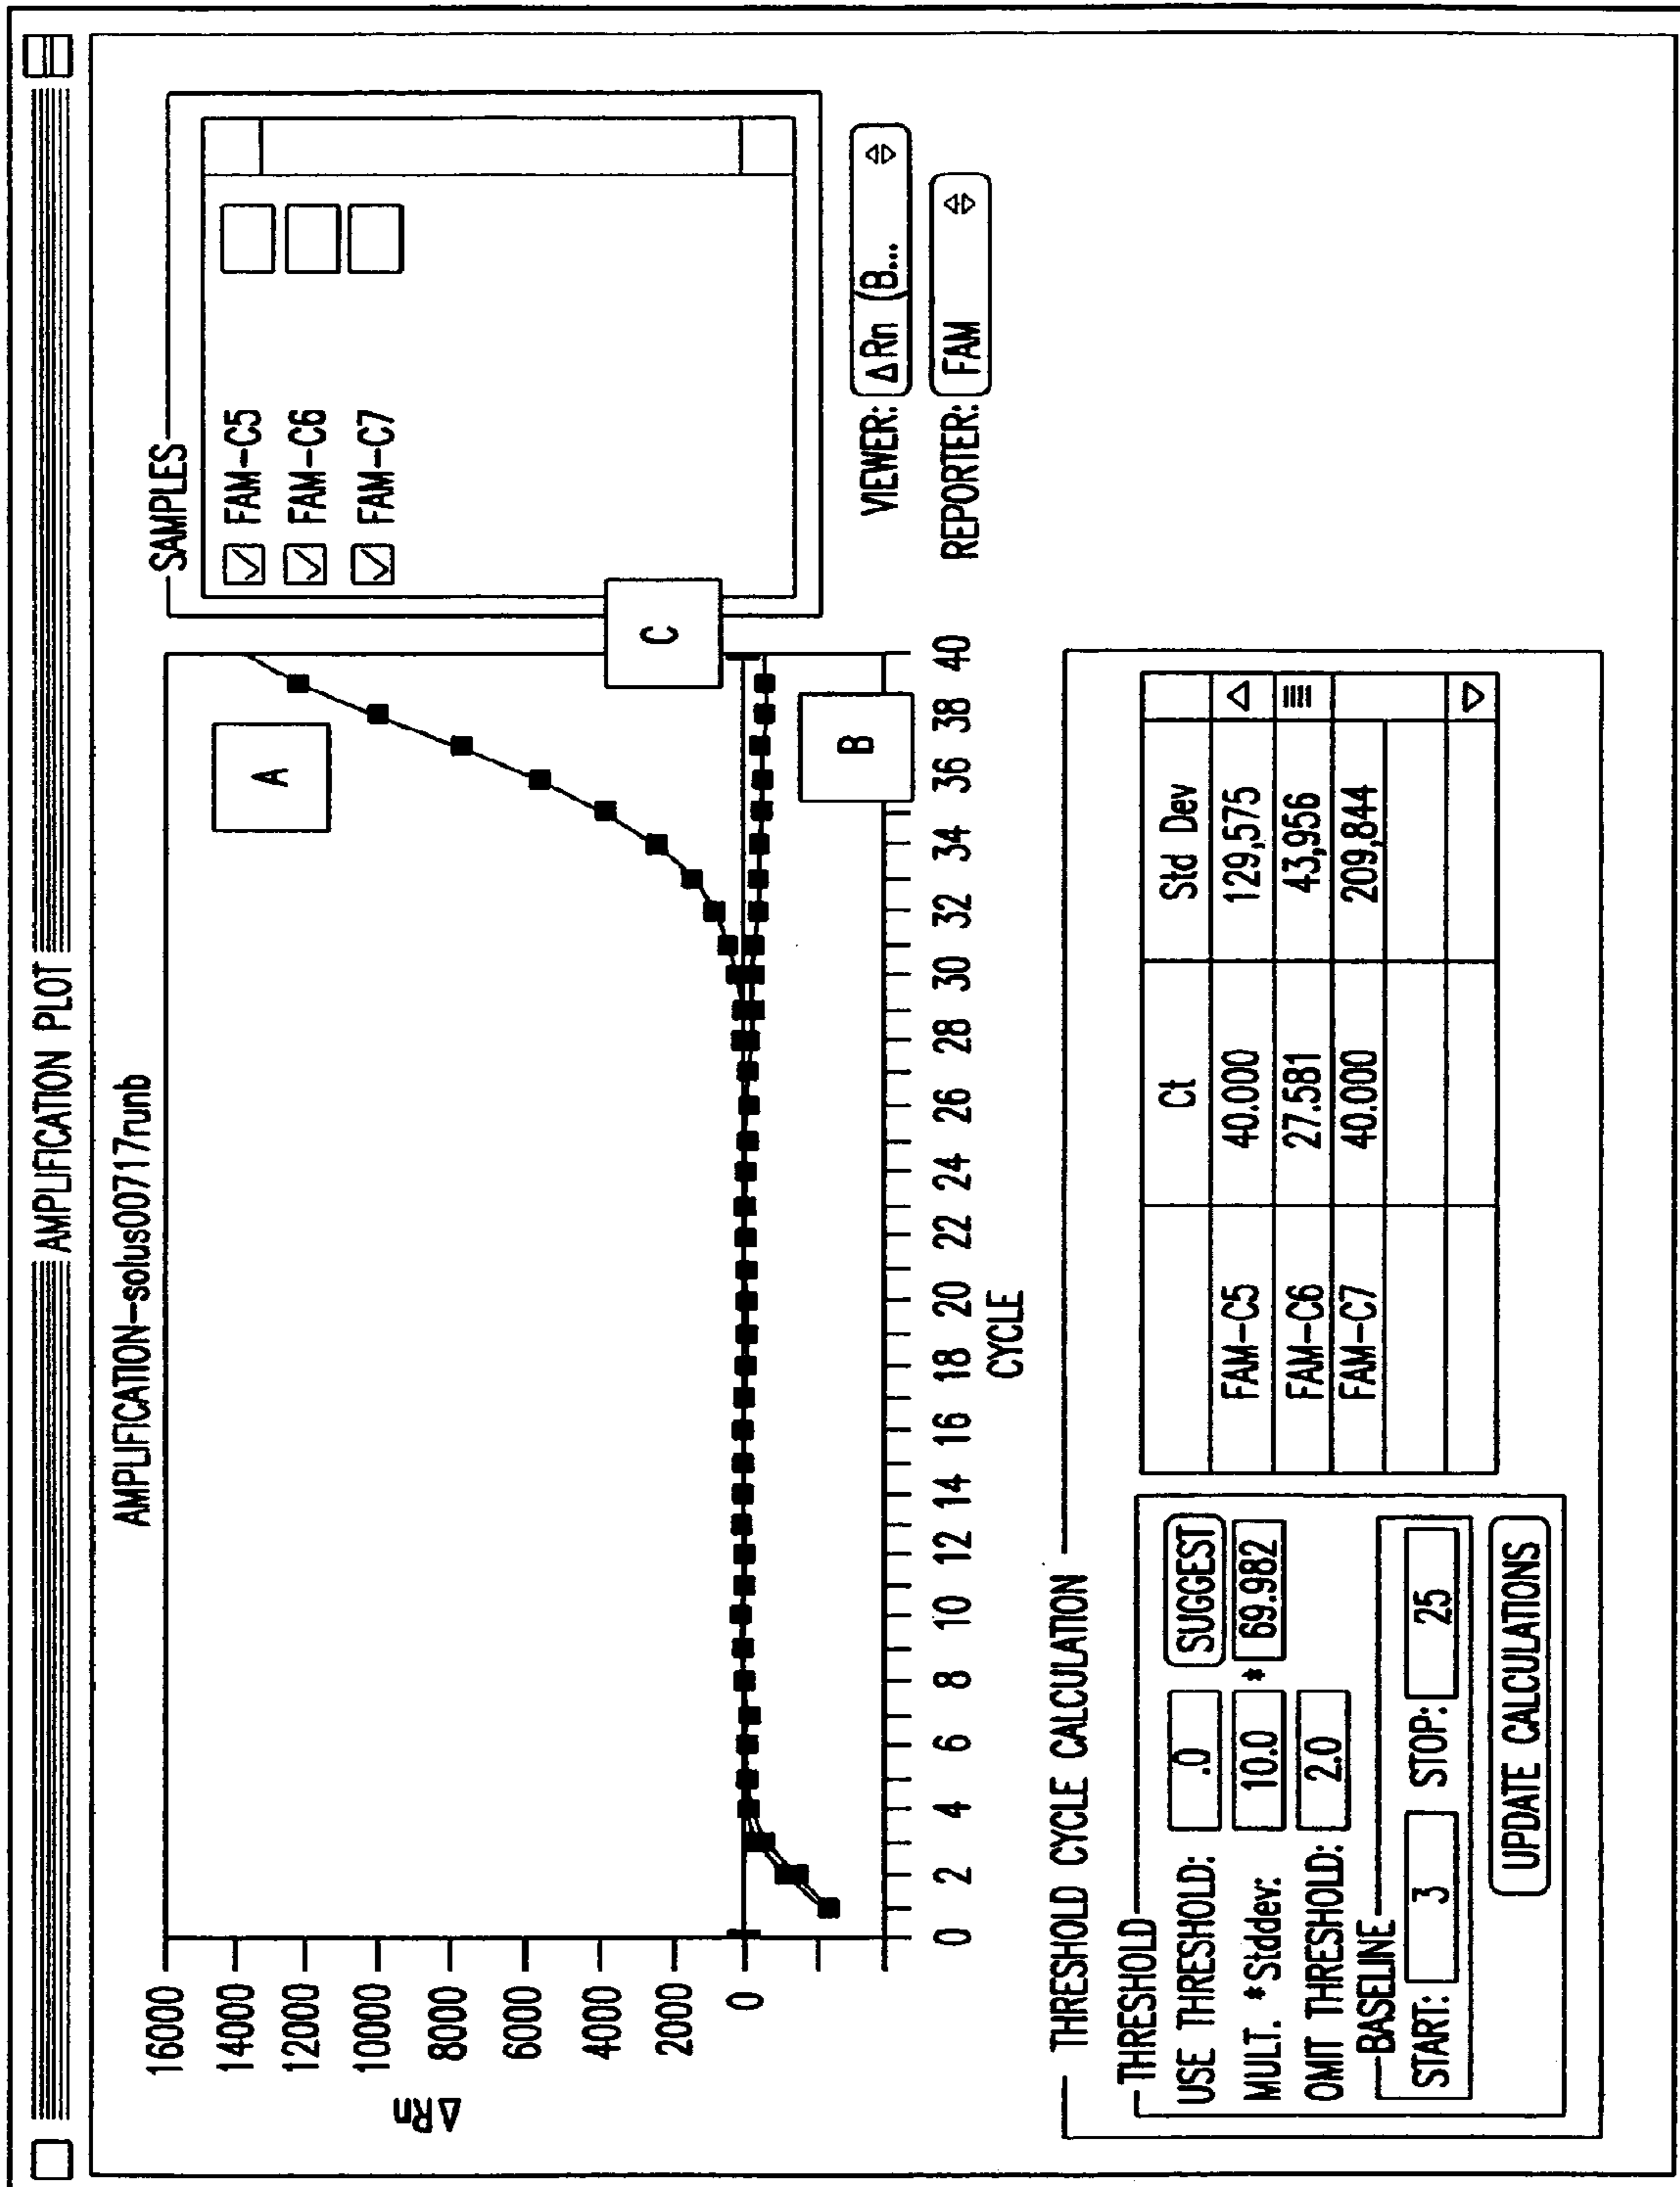 AMPLIFICATION PLOT
AMPLIFICATION-solus00717runb
ΔRn
16000
14000
12000
10000
8000
6000
4000
2000
0
A
B
C
0 2 4 6 8 10 12 14 16 18 20 22 24 26 28 30 32 34 36 38 40
CYCLE
SAMPLES
FAM-C5
FAM-C6
FAM-C7
VIEWER: ΔRn (B...
REPORTER: FAM
THRESHOLD CYCLE CALCULATION
THRESHOLD
USE THRESHOLD: .0 SUGGEST
MULT. *Stddev: 10.0 * 69.982
OMIT THRESHOLD: 2.0
BASELINE
START: 3 STOP: 25
UPDATE CALCULATIONS
Ct Std Dev
FAM-C5 40.000 129,575
FAM-C6 27.581 43,956
FAM-C7 40.000 209,844